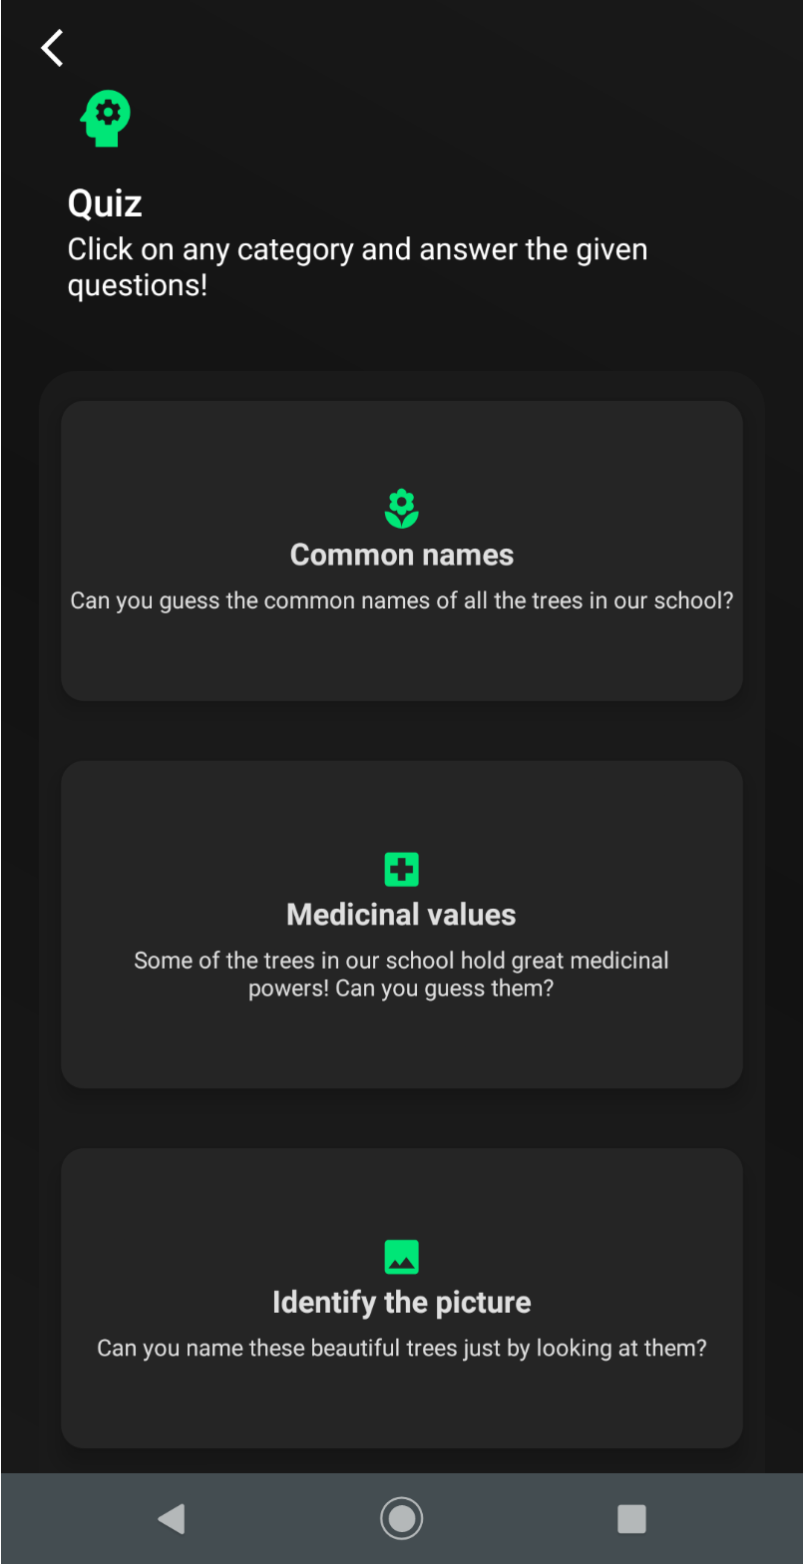 Quiz
Click on any category and answer the given
questions!
Common names
Can you guess the common names of all the trees in our school?
Medicinal values
Some of the trees in our school hold great medicinal
powers! Can you guess them?
Identify the picture
Can you name these beautiful trees just by looking at them?